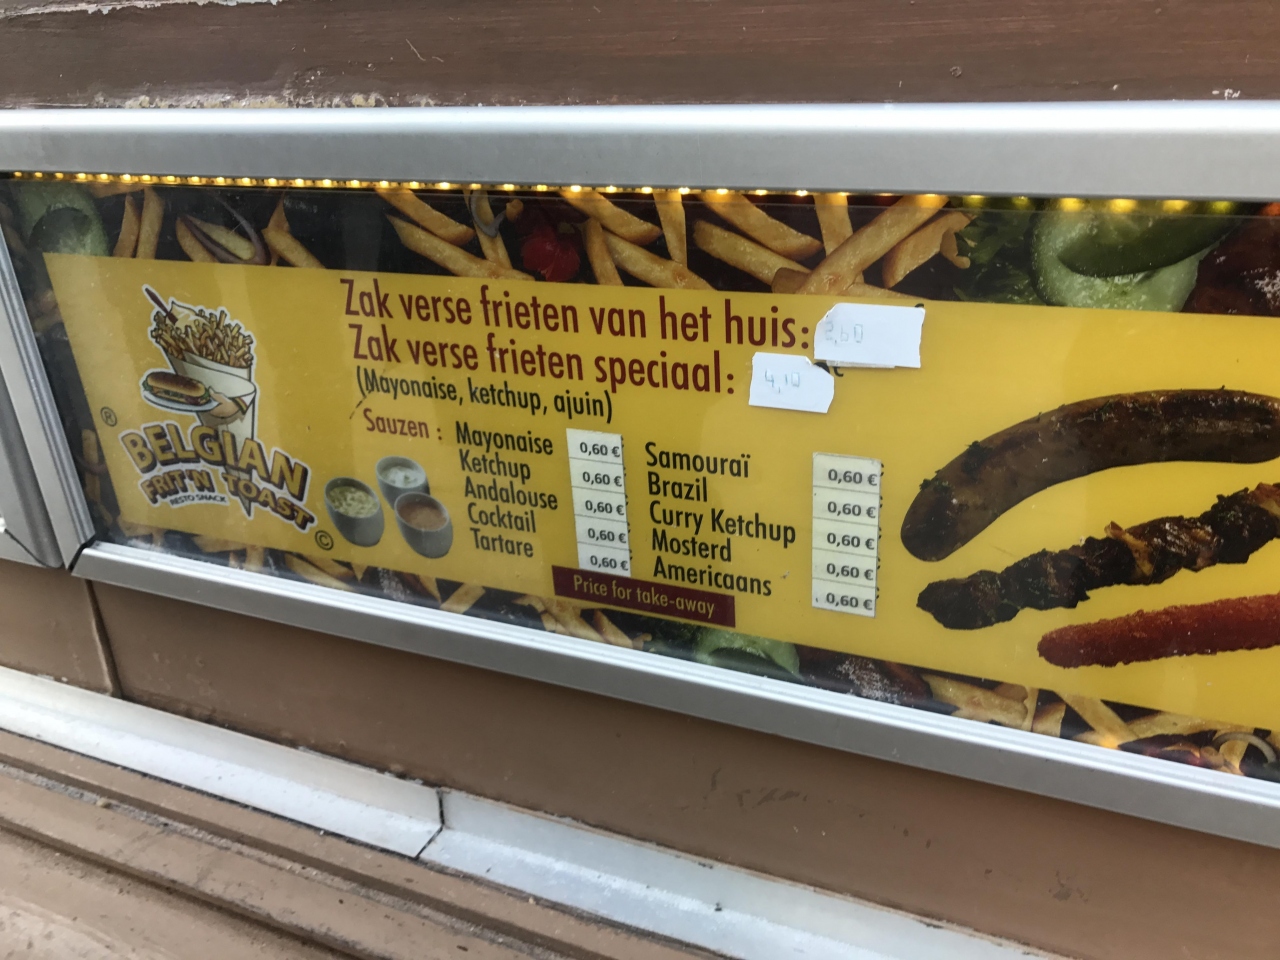 Zak verse frieten van het huis:
Zak verse frieten speciaal: 4,10
(Mayonaise, ketchup, ajuin)
®
BELGIAN
FRIT'N TOAST
RESTO SNACK
©
Sauzen :
Mayonaise 0,60 €
Ketchup 0,60 €
Andalouse 0,60 €
Cocktail 0,60 €
Tartare 0,60 €
Samouraï 0,60 €
Brazil 0,60 €
Curry Ketchup 0,60 €
Mosterd 0,60 €
Americaans 0,60 €
Price for take-away